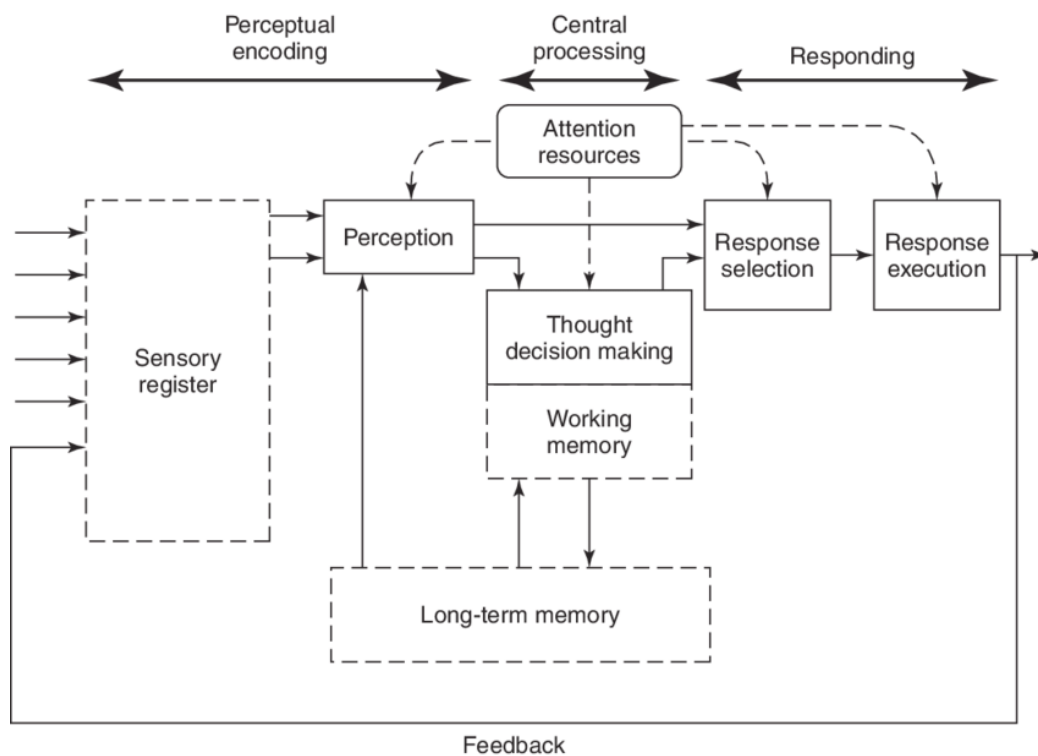 Perceptual
encoding
Central
processing
Responding
Attention
resources
Sensory
register
Perception
Response
selection
Response
execution
Thought
decision making
Working
memory
Long-term memory
Feedback